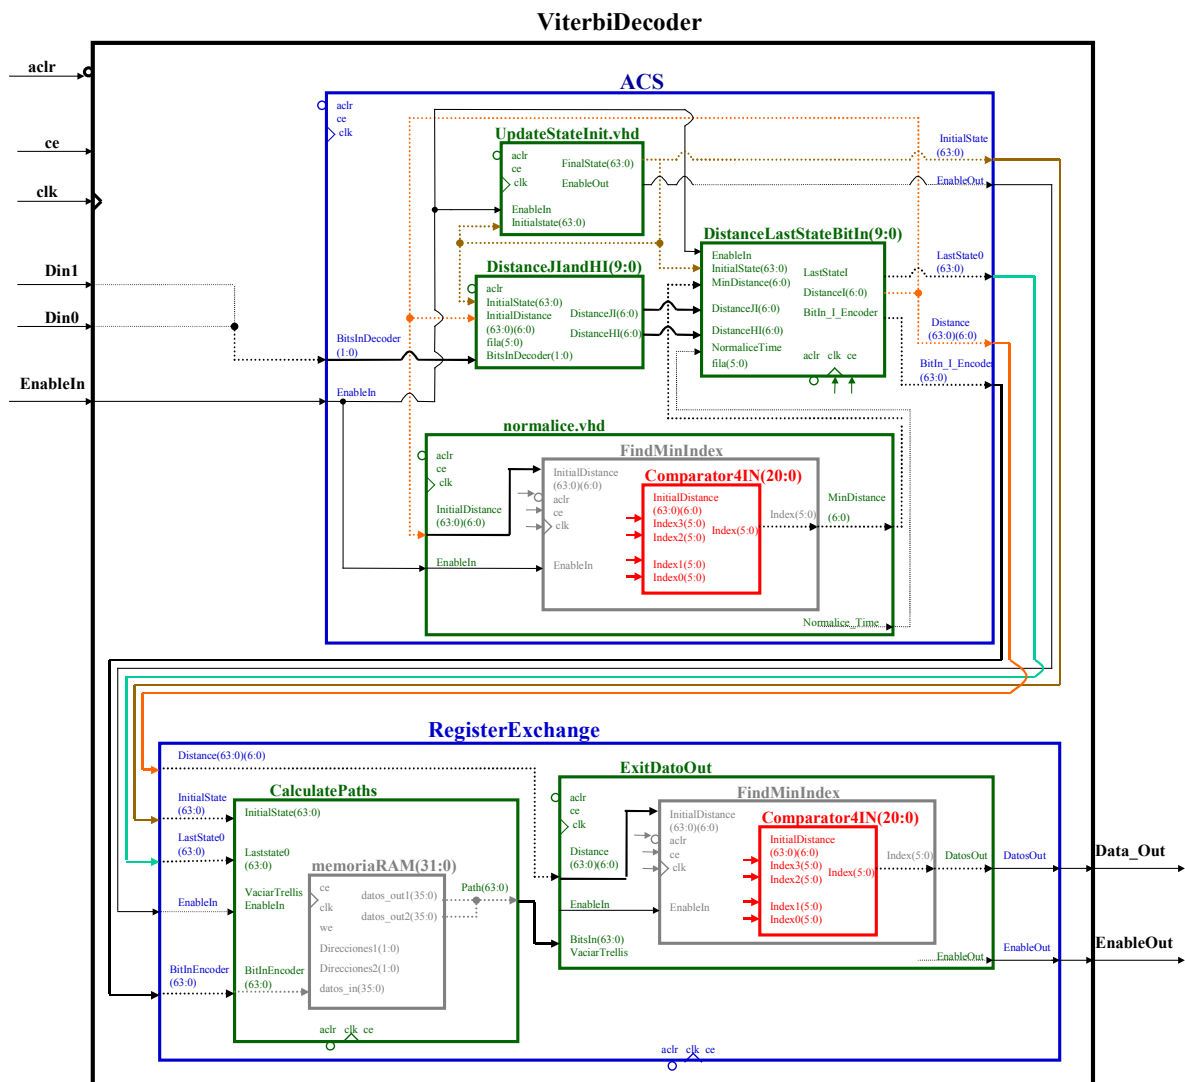 ViterbiDecoder
aclr
ce
clk
Din1
Din0
EnableIn
ACS
aclr
ce
clk
BitsInDecoder
(1:0)
EnableIn
UpdateStateInit.vhd
aclr
ce
clk
FinalState(63:0)
EnableOut
EnableIn
Initialstate(63:0)
InitialState
(63:0)
EnableOut
LastState0
(63:0)
Distance
(63:0)(6:0)
BitIn_I_Encoder
(63:0)
DistanceJIandHI(9:0)
aclr
InitialState(63:0)
InitialDistance
(63:0)(6:0)
fila(5:0)
BitsInDecoder(1:0)
DistanceJI(6:0)
DistanceHI(6:0)
DistanceLastStateBitIn(9:0)
EnableIn
InitialState(63:0)
MinDistance(6:0)
DistanceJI(6:0)
DistanceHI(6:0)
NormaliceTime
fila(5:0)
LastStateI
DistanceI(6:0)
BitIn_I_Encoder
aclr clk ce
normalice.vhd
aclr
ce
clk
InitialDistance
(63:0)(6:0)
EnableIn
FindMinIndex
InitialDistance
(63:0)(6:0)
aclr
ce
clk
EnableIn
Comparator4IN(20:0)
InitialDistance
(63:0)(6:0)
Index3(5:0)
Index2(5:0)
Index(5:0)
Index1(5:0)
Index0(5:0)
Index(5:0)
MinDistance
(6:0)
Normalice_Time
RegisterExchange
Distance(63:0)(6:0)
InitialState
(63:0)
LastState0
(63:0)
EnableIn
BitInEncoder
(63:0)
CalculatePaths
InitialState(63:0)
Laststate0
(63:0)
VaciarTrellis
EnableIn
BitInEncoder
(63:0)
memoriaRAM(31:0)
ce
clk
we
Direcciones1(1:0)
Direcciones2(1:0)
datos_in(35:0)
datos_out1(35:0)
datos_out2(35:0)
Path(63:0)
aclr clk ce
ExitDatoOut
aclr
ce
clk
Distance
(63:0)(6:0)
EnableIn
BitsIn(63:0)
VaciarTrellis
FindMinIndex
InitialDistance
(63:0)(6:0)
aclr
ce
clk
EnableIn
Comparator4IN(20:0)
InitialDistance
(63:0)(6:0)
Index3(5:0)
Index2(5:0)
Index(5:0)
Index1(5:0)
Index0(5:0)
Index(5:0)
DatosOut
EnableOut
DatosOut
EnableOut
aclr clk ce
Data_Out
EnableOut